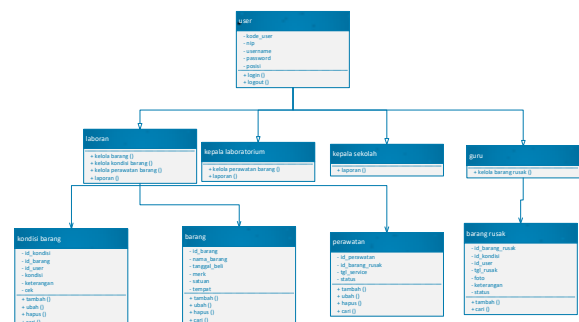 user
- kode_user
- nip
- username
- password
- posisi
+ login ()
+ logout ()
laboran
+ kelola barang ()
+ kelola kondisi barang ()
+ kelola perawatan barang ()
+ laporan ()
kepala laboratorium
+ kelola perawatan barang ()
+ laporan ()
kepala sekolah
+ laporan ()
guru
+ kelola barang rusak ()
kondisi barang
- id_kondisi
- id_barang
- id_user
- kondisi
- keterangan
- cek
+ tambah ()
+ ubah ()
+ hapus ()
+ cari ()
barang
- id_barang
- nama_barang
- tanggal_beli
- merk
- satuan
- tempat
+ tambah ()
+ ubah ()
+ hapus ()
+ cari ()
perawatan
- id_perawatan
- id_barang_rusak
- tgl_service
- status
+ tambah ()
+ ubah ()
+ hapus ()
+ cari ()
barang rusak
- id_barang_rusak
- id_kondisi
- id_user
- tgl_rusak
- foto
- keterangan
- status
+ tambah ()
+ cari ()